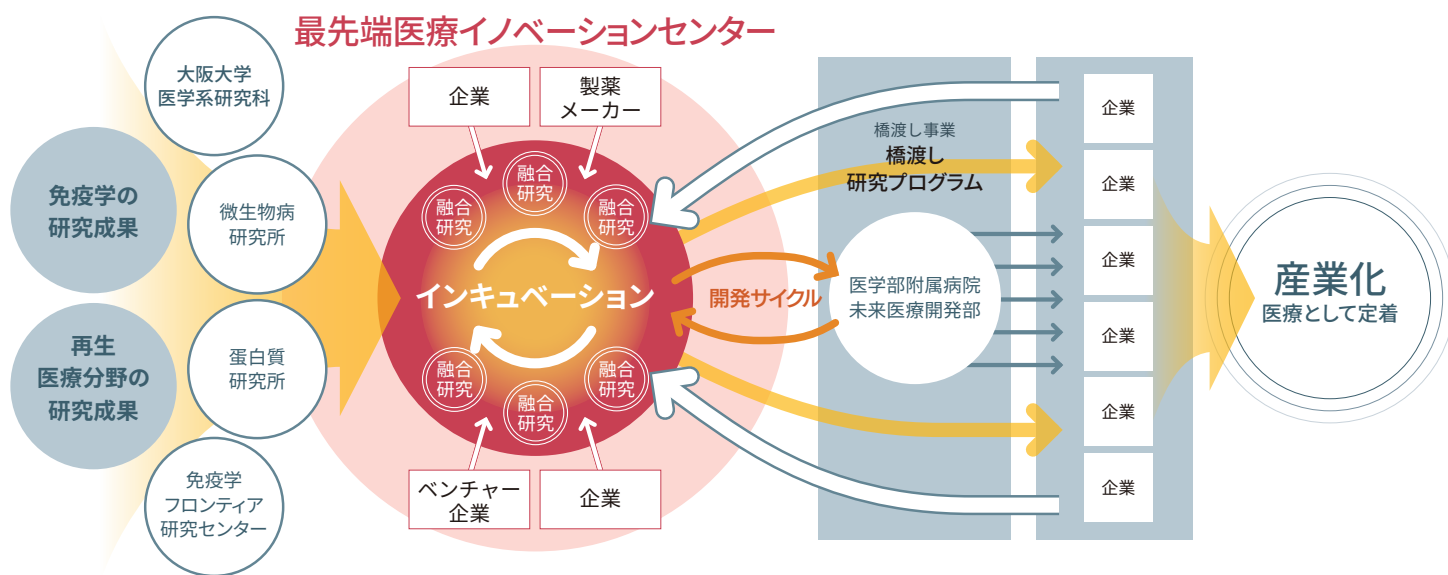 最先端医療イノベーションセンター
大阪大学
医学系研究科
免疫学の
研究成果
微生物病
研究所
再生
医療分野の
研究成果
蛋白質
研究所
免疫学
フロンティア
研究センター
企業
製薬
メーカー
融合
研究
融合
研究
融合
研究
インキュベーション
融合
研究
融合
研究
融合
研究
ベンチャー
企業
企業
開発サイクル
橋渡し事業
橋渡し
研究プログラム
医学部附属病院
未来医療開発部
企業
企業
企業
企業
企業
企業
産業化
医療として定着